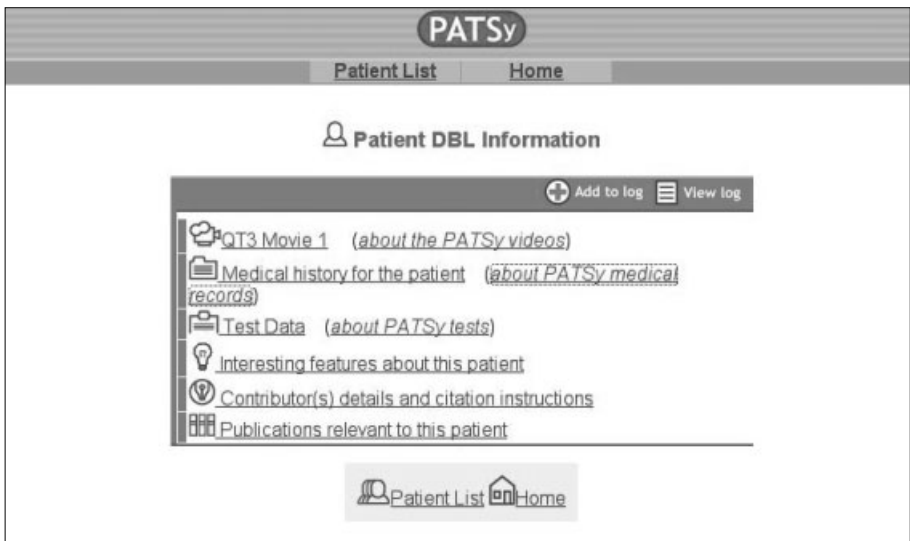 PATSy
Patient List Home
Patient DBL Information
Add to log View log
QT3 Movie 1 (about the PATSy videos)
Medical history for the patient (about PATSy medical
records)
Test Data (about PATSy tests)
Interesting features about this patient
Contributor(s) details and citation instructions
Publications relevant to this patient
Patient List Home